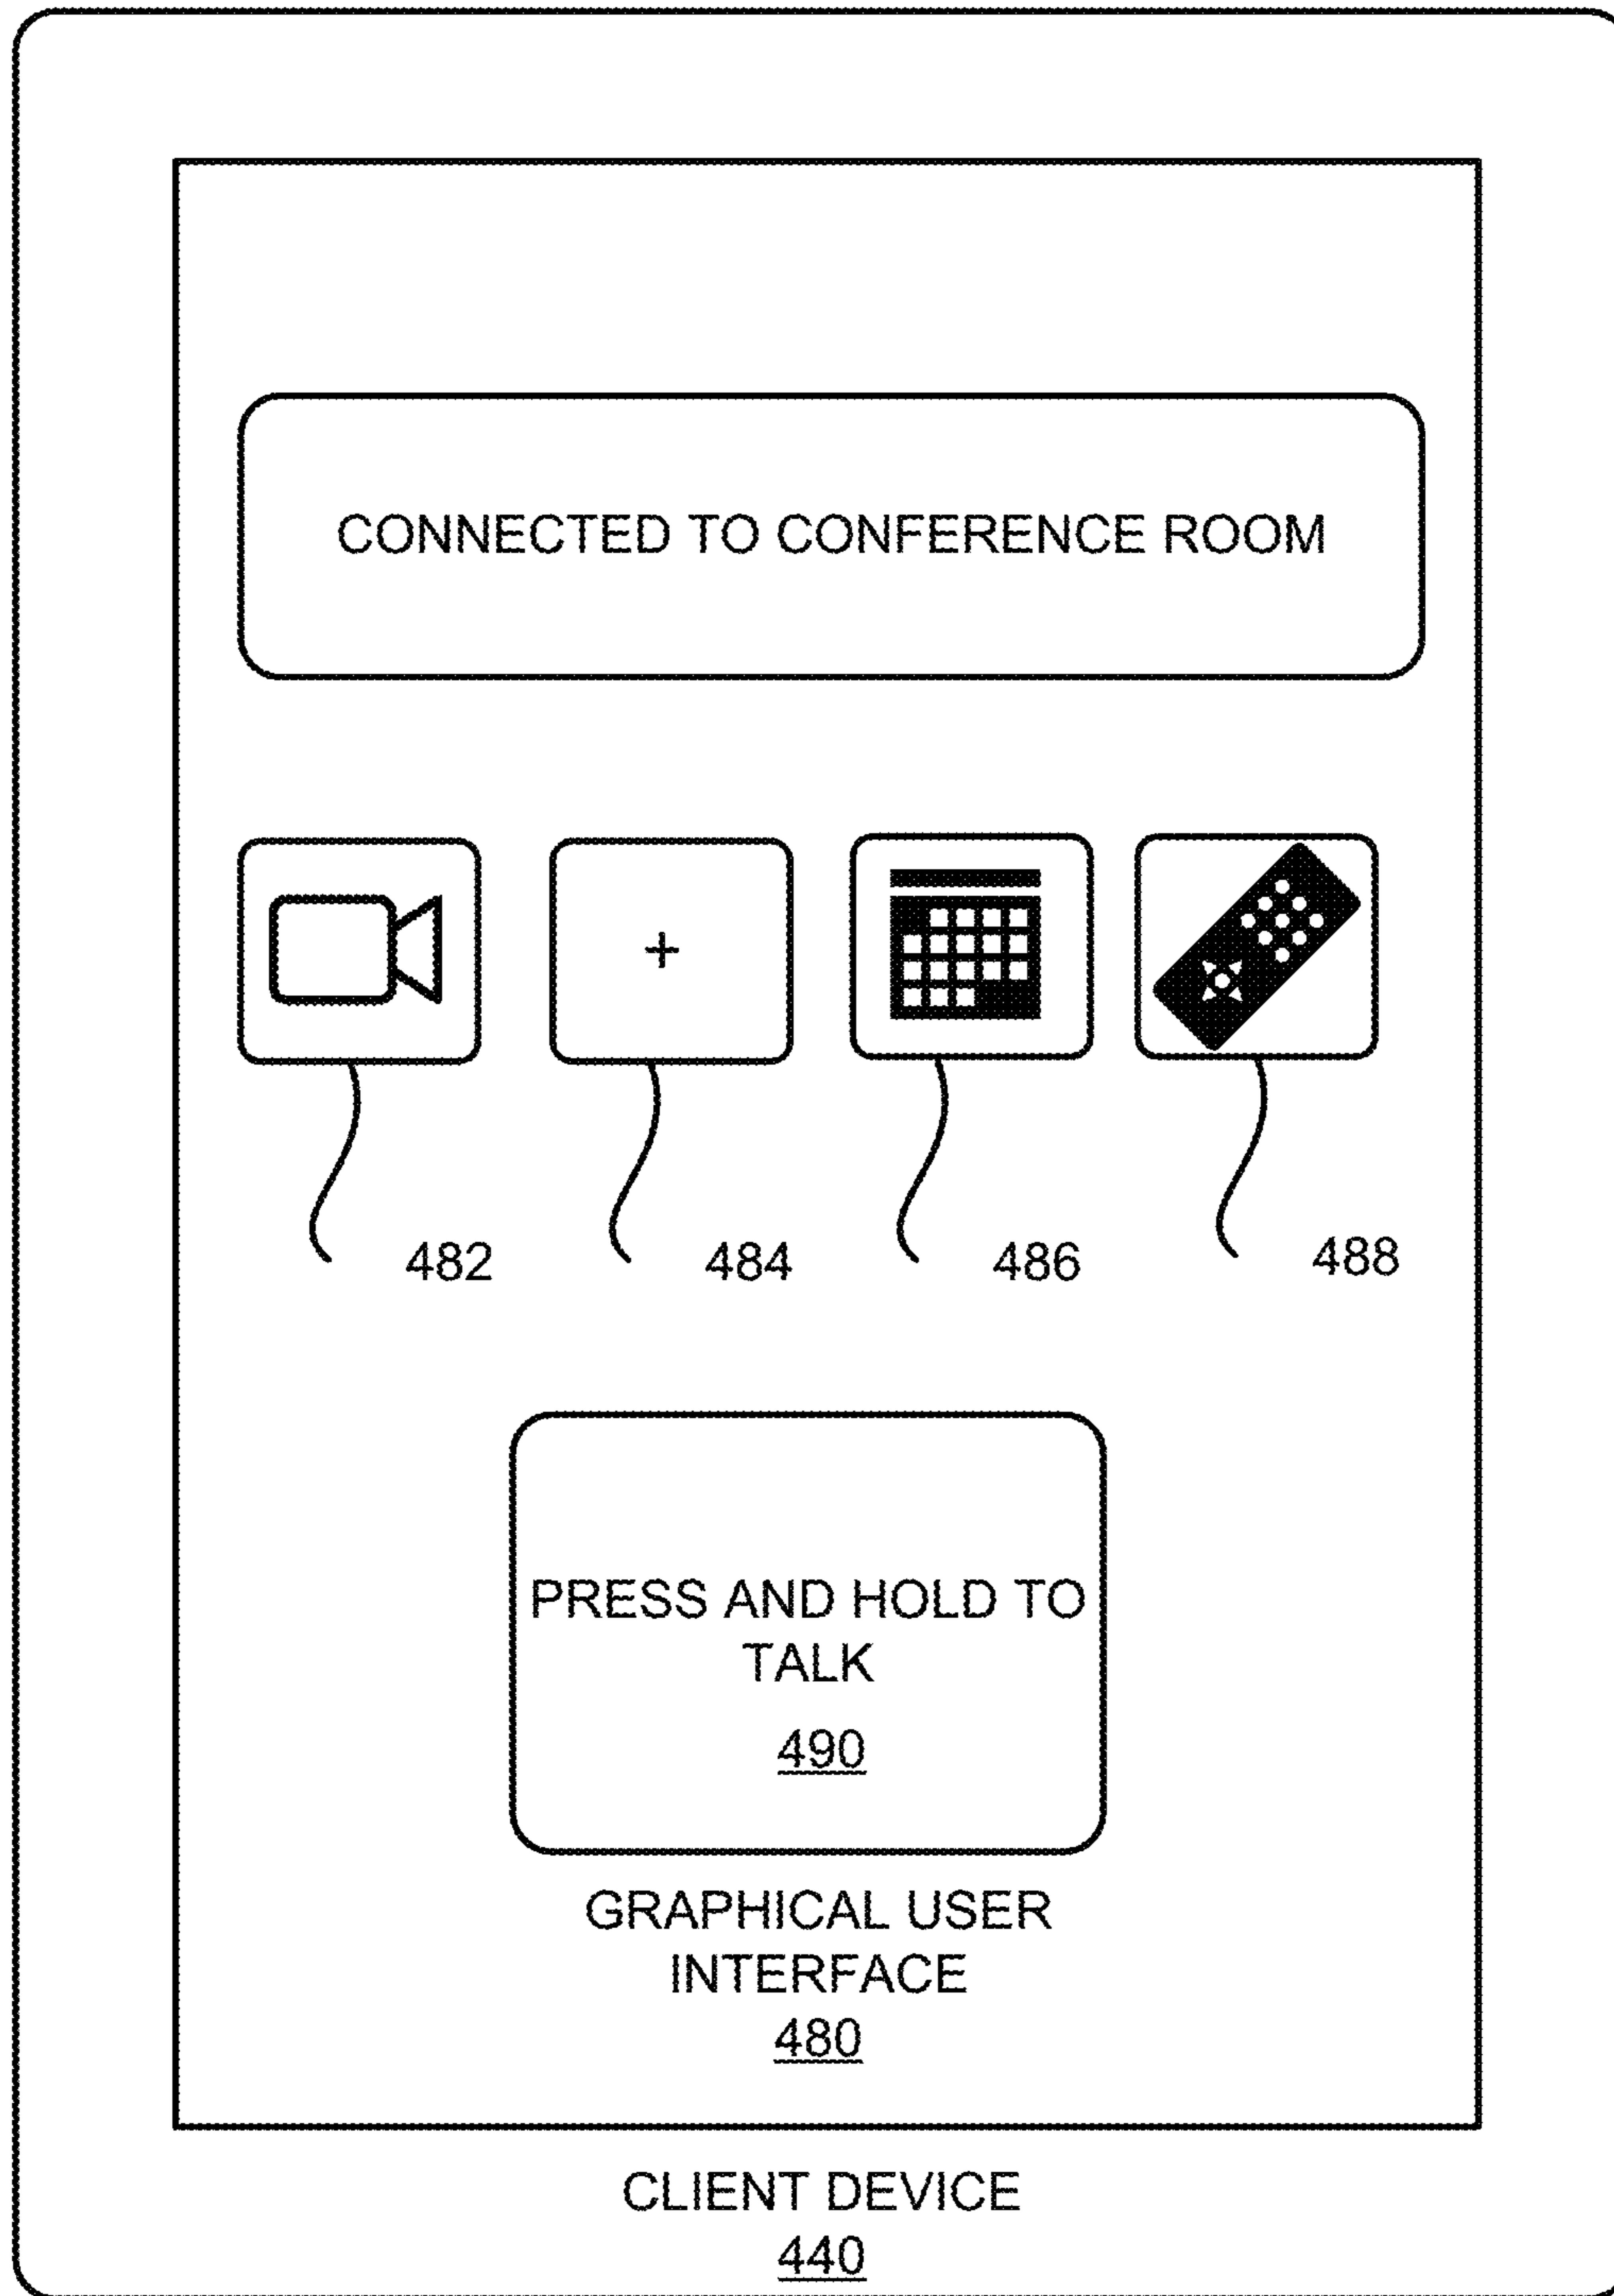 CONNECTED TO CONFERENCE ROOM
+
482 484 486 488
PRESS AND HOLD TO
TALK
490
GRAPHICAL USER
INTERFACE
480
CLIENT DEVICE
440